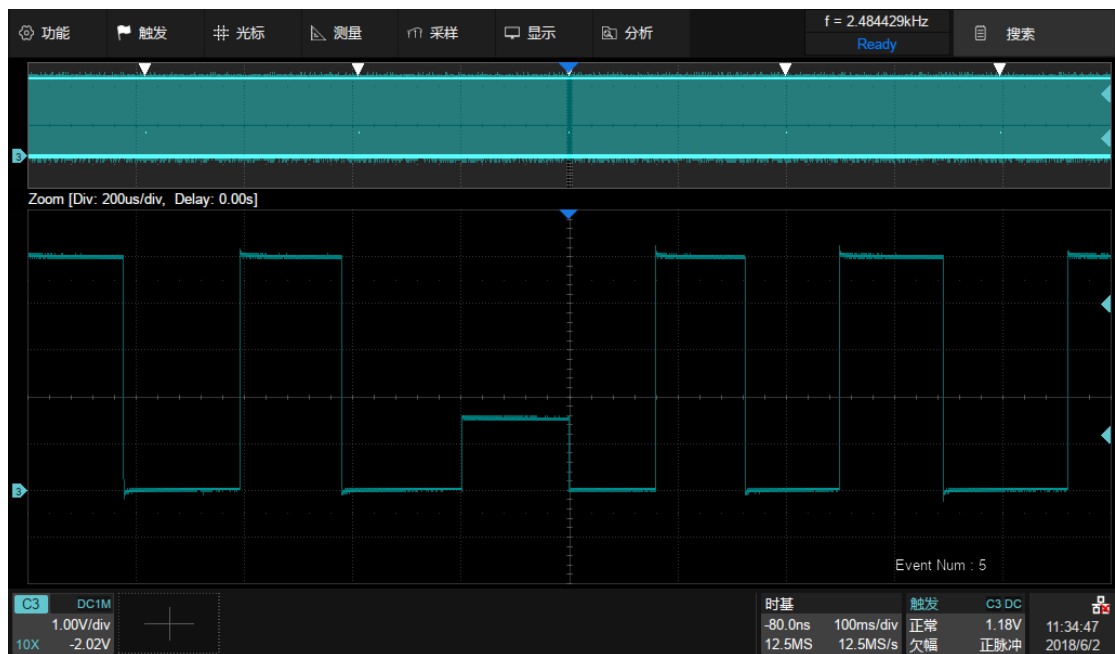 功能 触发 光标 测量 采样 显示 分析 f = 2.484429kHz 搜索
Ready
3
Zoom [Div: 200us/div, Delay: 0.00s]
3
Event Num : 5
C3 DC1M 时基 触发 C3 DC
1.00V/div -80.0ns 100ms/div 正常 1.18V 11:34:47
10X -2.02V 12.5MS 12.5MS/s 欠幅 正脉冲 2018/6/2